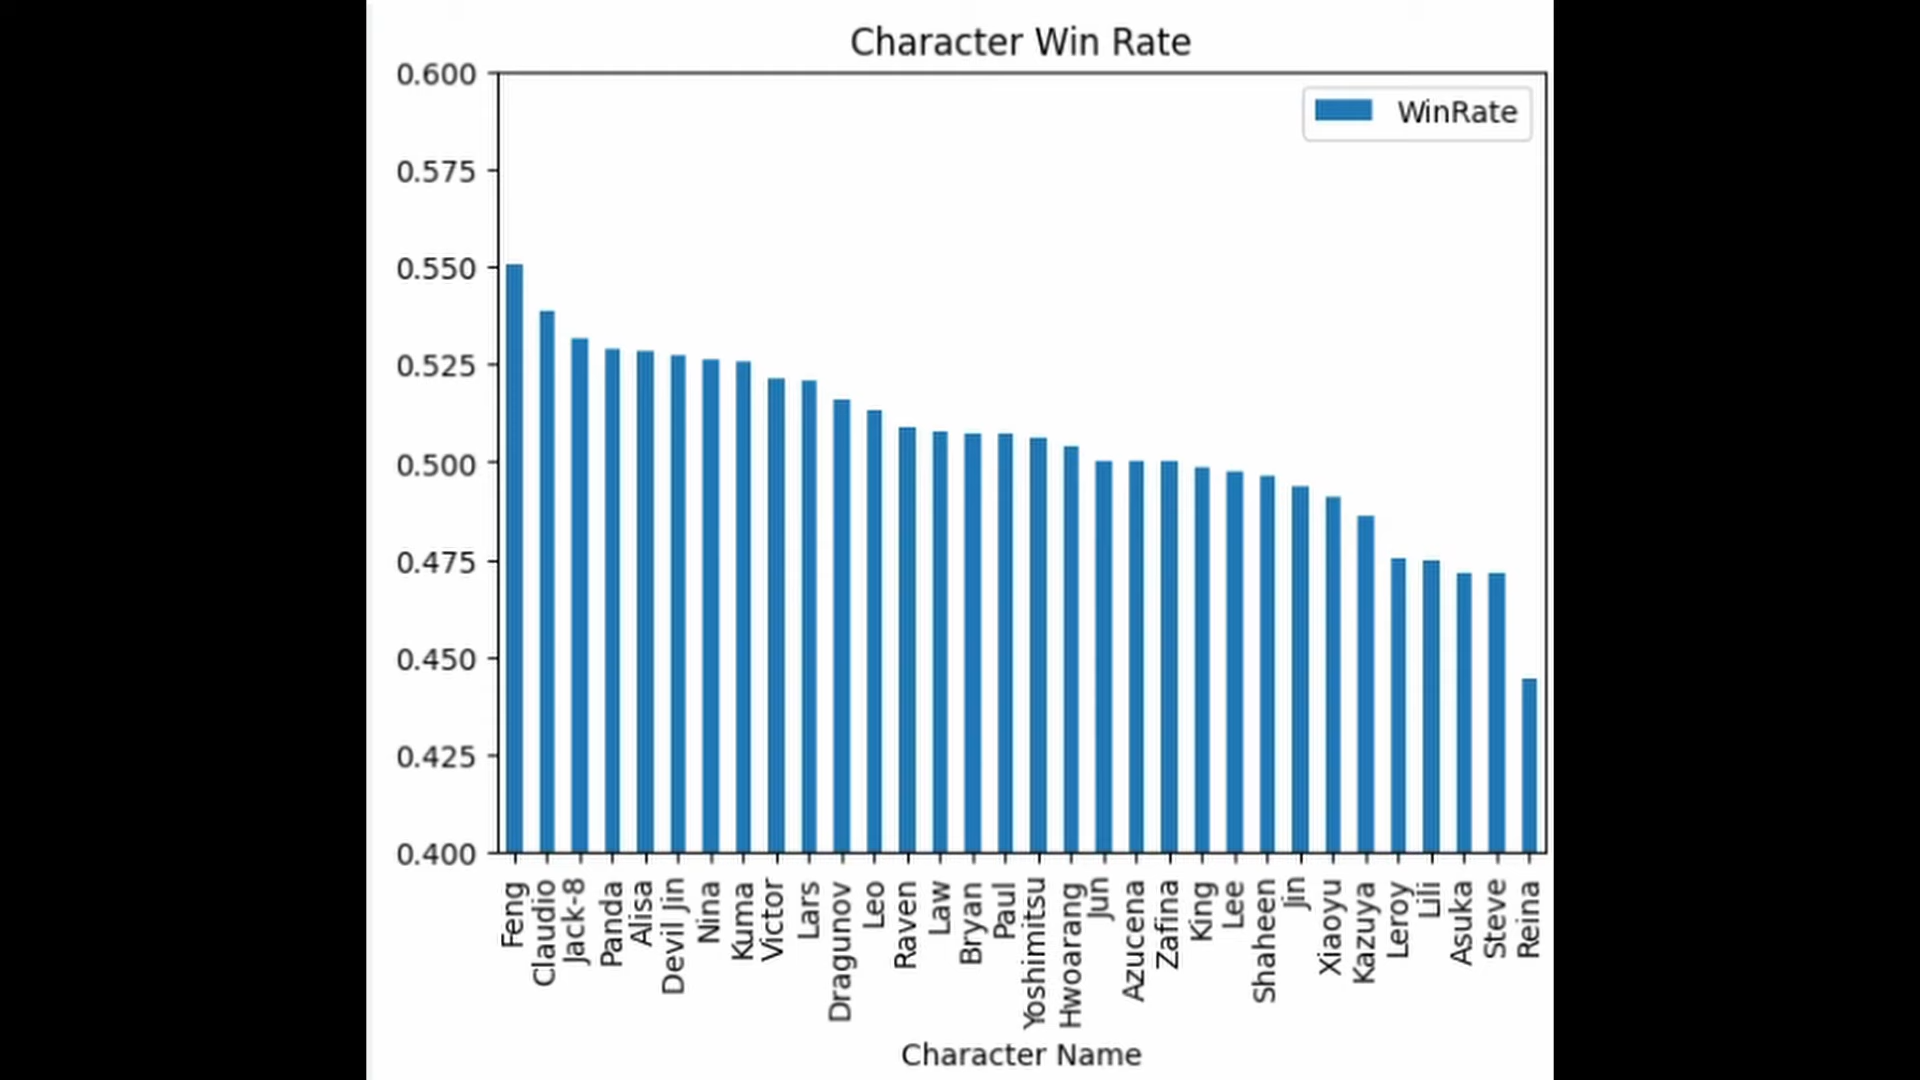 Character Win Rate
WinRate
0.600
0.575
0.550
0.525
0.500
0.475
0.450
0.425
0.400
Feng
Claudio
Jack-8
Panda
Alisa
Devil Jin
Nina
Kuma
Victor
Lars
Dragunov
Leo
Raven
Law
Bryan
Paul
Yoshimitsu
Hwoarang
Jun
Azucena
Zafina
King
Lee
Shaheen
Jin
Xiaoyu
Kazuya
Leroy
Lili
Asuka
Steve
Reina
Character Name